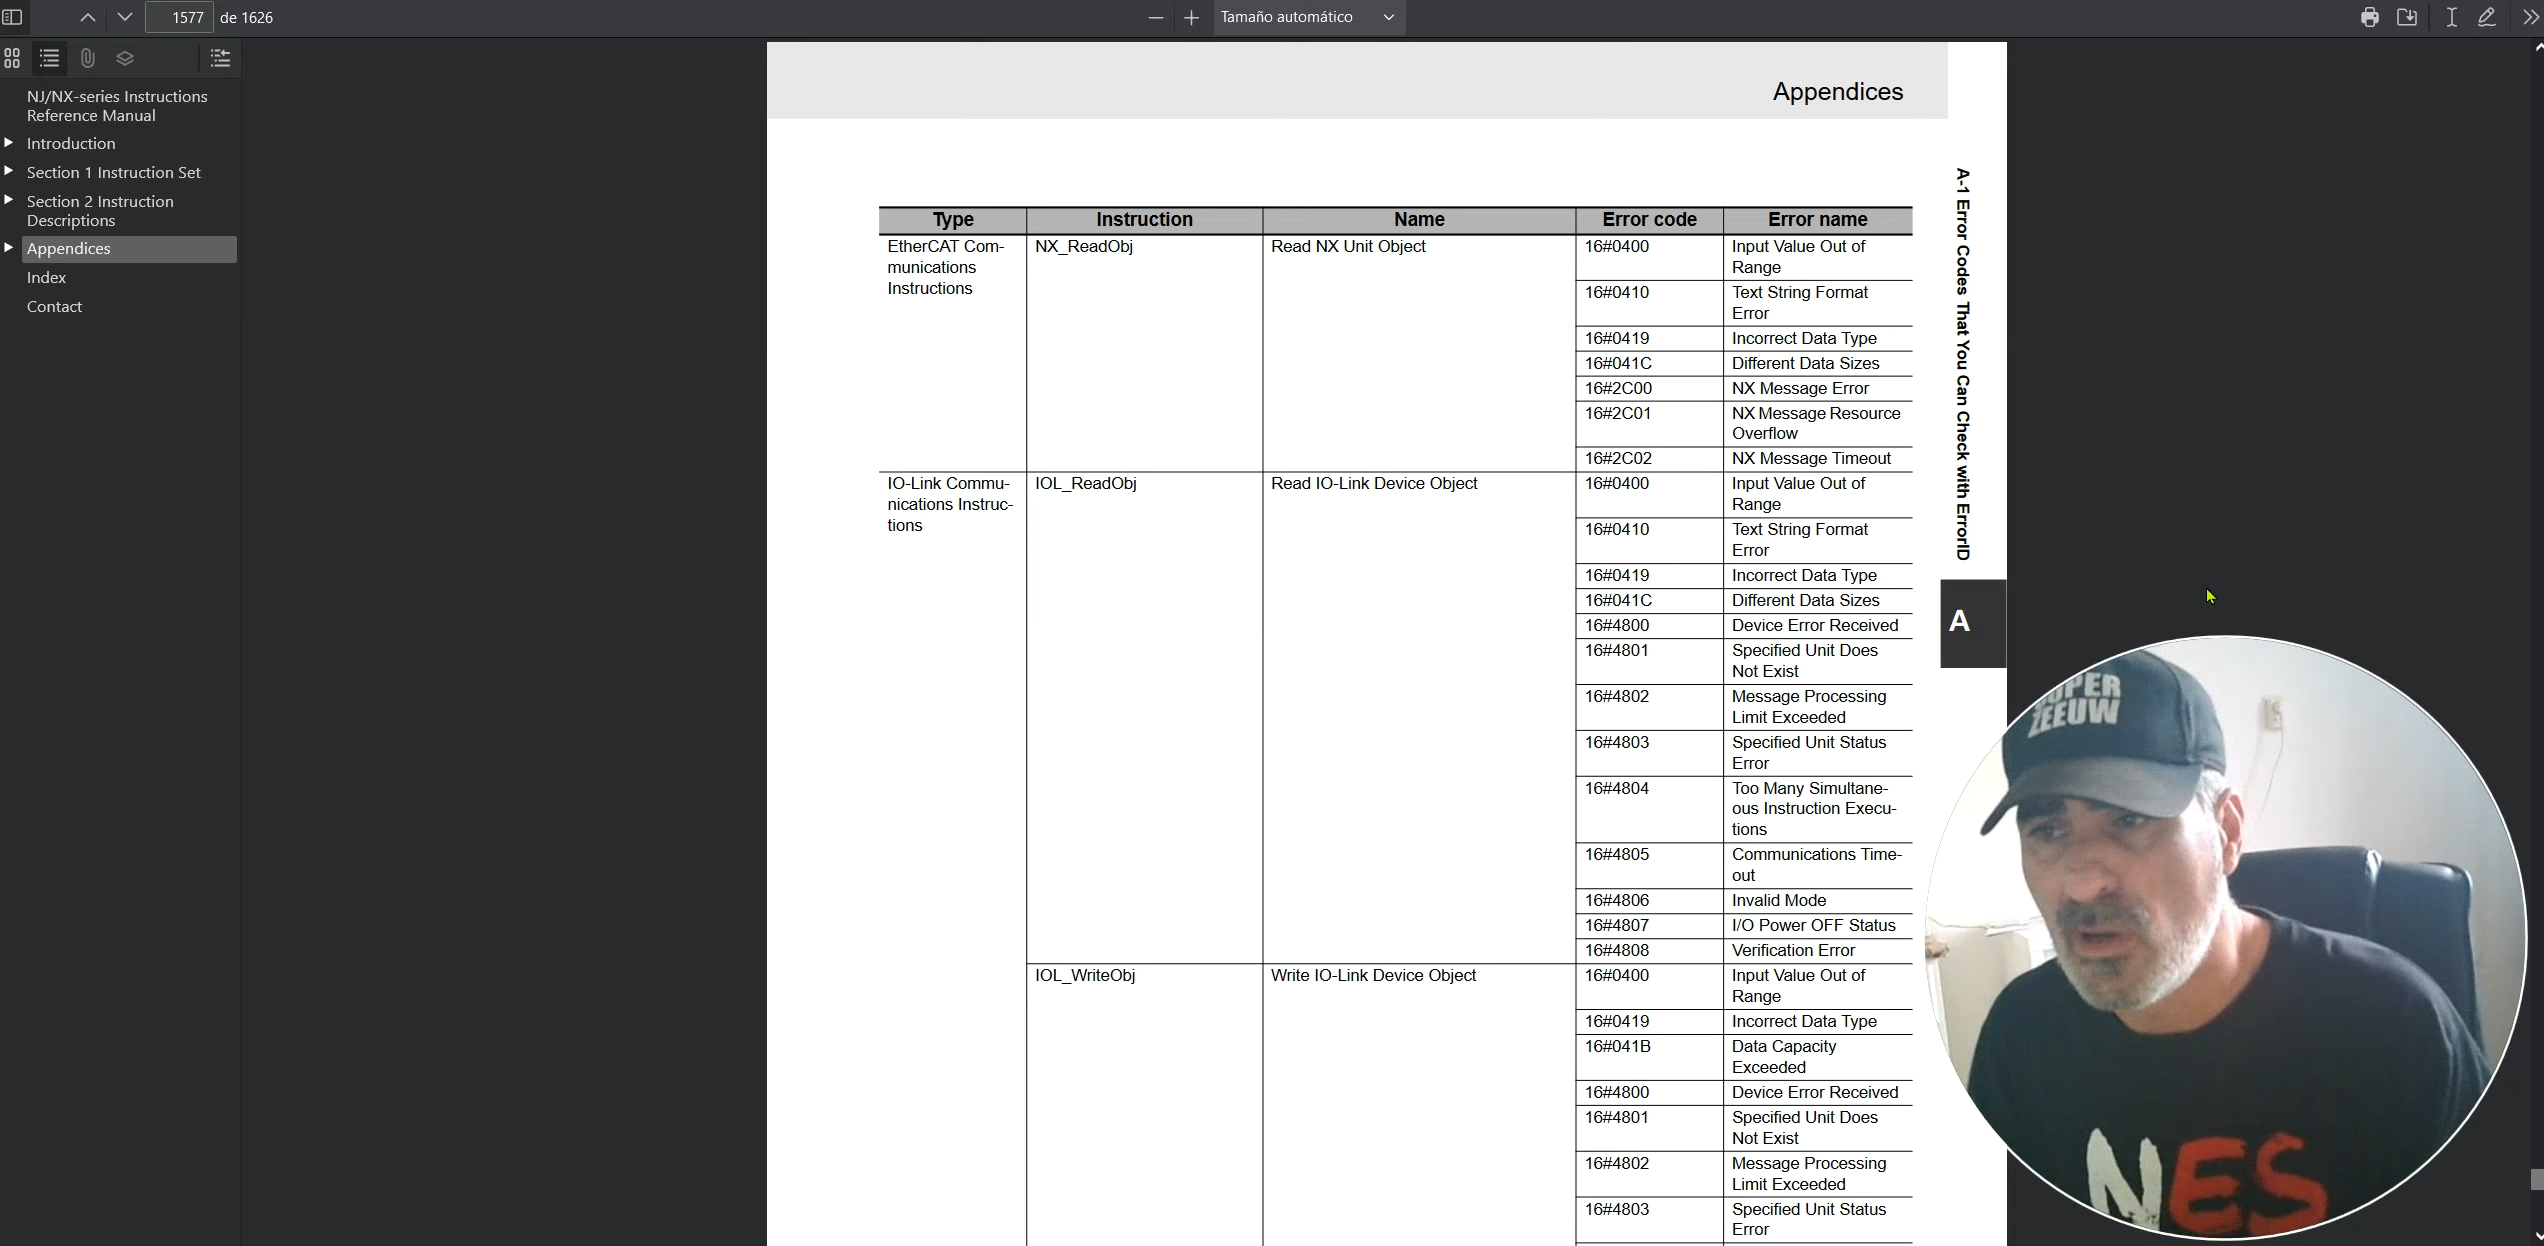 1577 de 1626
Tamaño automático
NJ/NX-series Instructions
Reference Manual
Introduction
Section 1 Instruction Set
Section 2 Instruction
Descriptions
Appendices
Index
Contact
Appendices
Type Instruction Name Error code Error name
EtherCAT Com- NX_ReadObj Read NX Unit Object 16#0400 Input Value Out of
munications Range
Instructions
16#0410 Text String Format
Error
16#0419 Incorrect Data Type
16#041C Different Data Sizes
16#2C00 NX Message Error
16#2C01 NX Message Resource
Overflow
16#2C02 NX Message Timeout
IO-Link Commu- IOL_ReadObj Read IO-Link Device Object 16#0400 Input Value Out of
nications Instruc- Range
tions
16#0410 Text String Format
Error
16#0419 Incorrect Data Type
16#041C Different Data Sizes
16#4800 Device Error Received
16#4801 Specified Unit Does
Not Exist
16#4802 Message Processing
Limit Exceeded
16#4803 Specified Unit Status
Error
16#4804 Too Many Simultane-
ous Instruction Execu-
tions
16#4805 Communications Time-
out
16#4806 Invalid Mode
16#4807 I/O Power OFF Status
16#4808 Verification Error
IOL_WriteObj Write IO-Link Device Object 16#0400 Input Value Out of
Range
16#0419 Incorrect Data Type
16#041B Data Capacity
Exceeded
16#4800 Device Error Received
16#4801 Specified Unit Does
Not Exist
16#4802 Message Processing
Limit Exceeded
16#4803 Specified Unit Status
Error
A-1 Error Codes That You Can Check with ErrorID
A
ZEEUW
NES